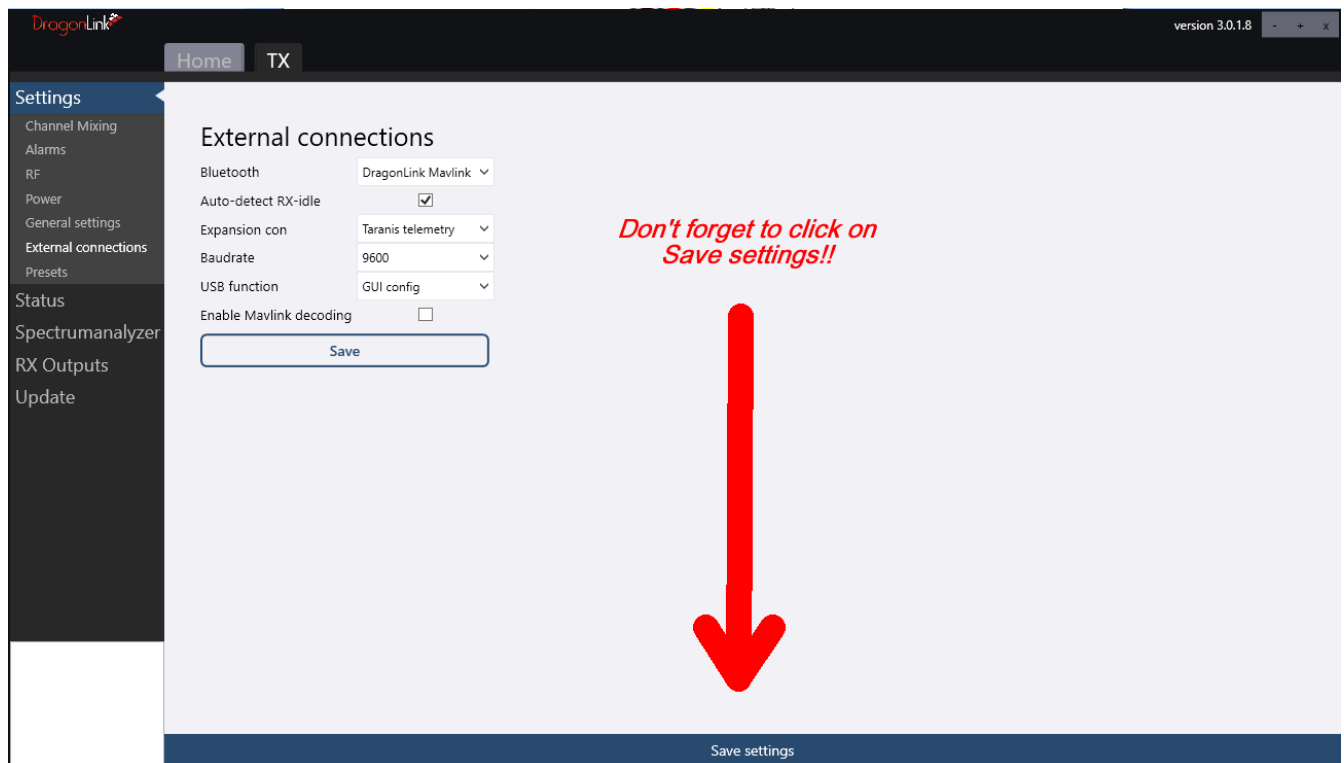 DragonLink
version 3.0.1.8 - + x
Home TX
Settings
Channel Mixing
Alarms
RF
Power
General settings
External connections
Presets
Status
Spectrumanalyzer
RX Outputs
Update
External connections
Bluetooth DragonLink Mavlink
Auto-detect RX-idle
Expansion con Taranis telemetry
Baudrate 9600
USB function GUI config
Enable Mavlink decoding
Save
Don't forget to click on
Save settings!!
Save settings